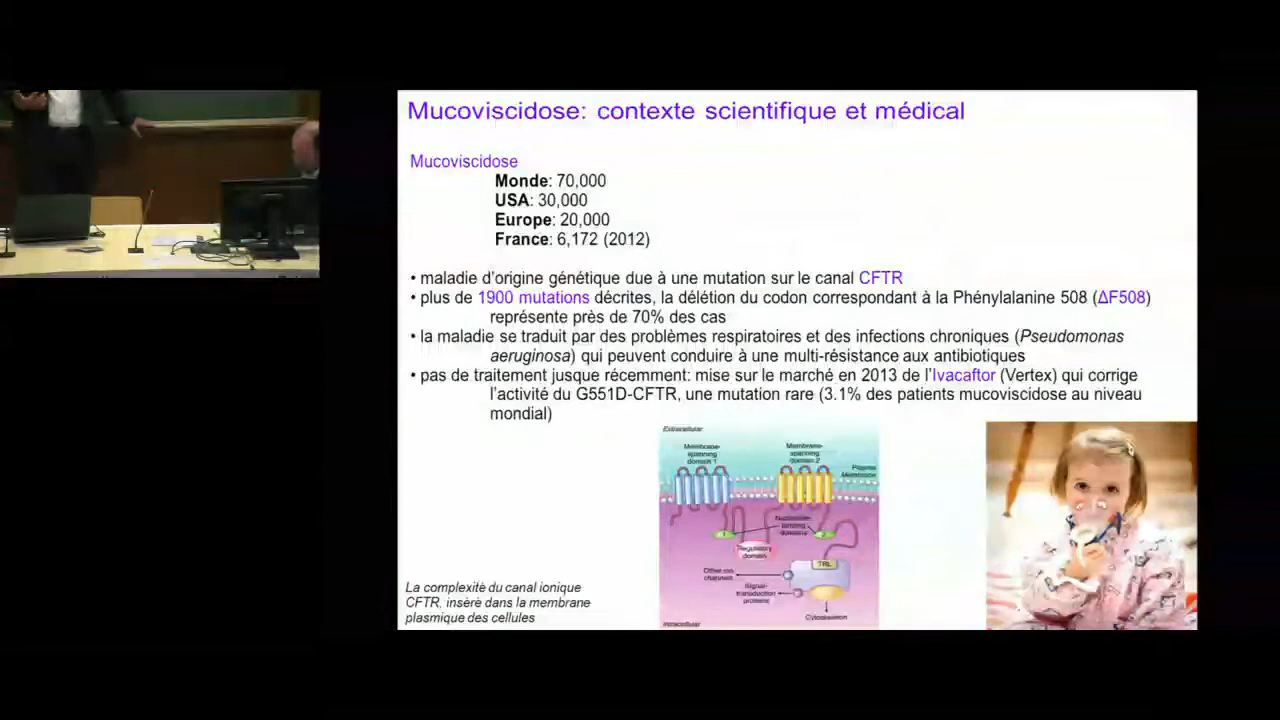 Mucoviscidose: contexte scientifique et médical
Mucoviscidose
Monde: 70,000
USA: 30,000
Europe: 20,000
France: 6,172 (2012)
• maladie d'origine génétique due à une mutation sur le canal CFTR
• plus de 1900 mutations décrites, la délétion du codon correspondant à la Phénylalanine 508 (ΔF508)
représente près de 70% des cas
• la maladie se traduit par des problèmes respiratoires et des infections chroniques (Pseudomonas
aeruginosa) qui peuvent conduire à une multi-résistance aux antibiotiques
• pas de traitement jusque récemment: mise sur le marché en 2013 de l'Ivacaftor (Vertex) qui corrige
l'activité du G551D-CFTR, une mutation rare (3.1% des patients mucoviscidose au niveau
mondial)
Extracellular
Membrane-
spanning
domain 1
Membrane-
spanning
domain 2
Plasma
Membrane
Nucleotide-
binding
domains
Regulatory
domain
TRL
Other ion
channels
Signal-
transduction
proteins
Cytoskeleton
Intracellular
La complexité du canal ionique
CFTR, inséré dans la membrane
plasmique des cellules